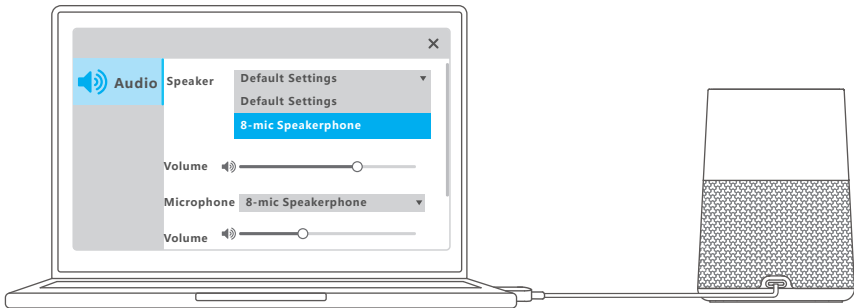 Audio
Speaker
Default Settings
Default Settings
8-mic Speakerphone
Volume
Microphone
8-mic Speakerphone
Volume